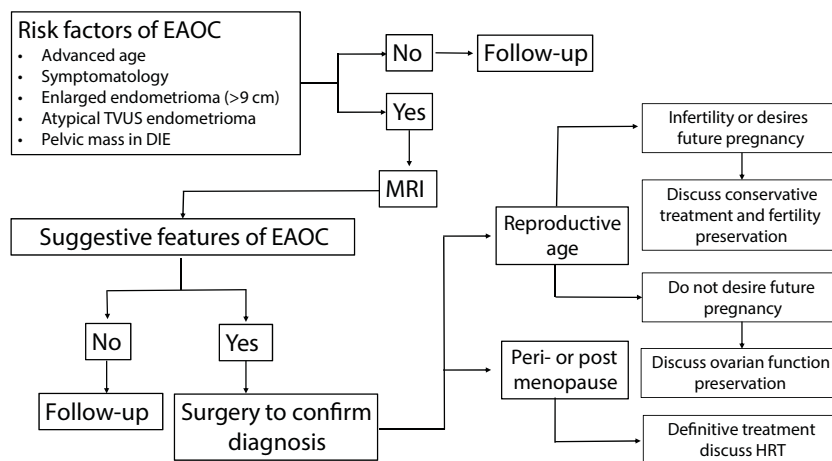 Risk factors of EAOC
• Advanced age
• Symptomatology
• Enlarged endometrioma (>9 cm)
• Atypical TVUS endometrioma
• Pelvic mass in DIE
No
Follow-up
Yes
MRI
Suggestive features of EAOC
No
Yes
Follow-up
Surgery to confirm
diagnosis
Reproductive
age
Infertility or desires
future pregnancy
Discuss conservative
treatment and fertility
preservation
Do not desire future
pregnancy
Discuss ovarian function
preservation
Peri- or post
menopause
Definitive treatment
discuss HRT